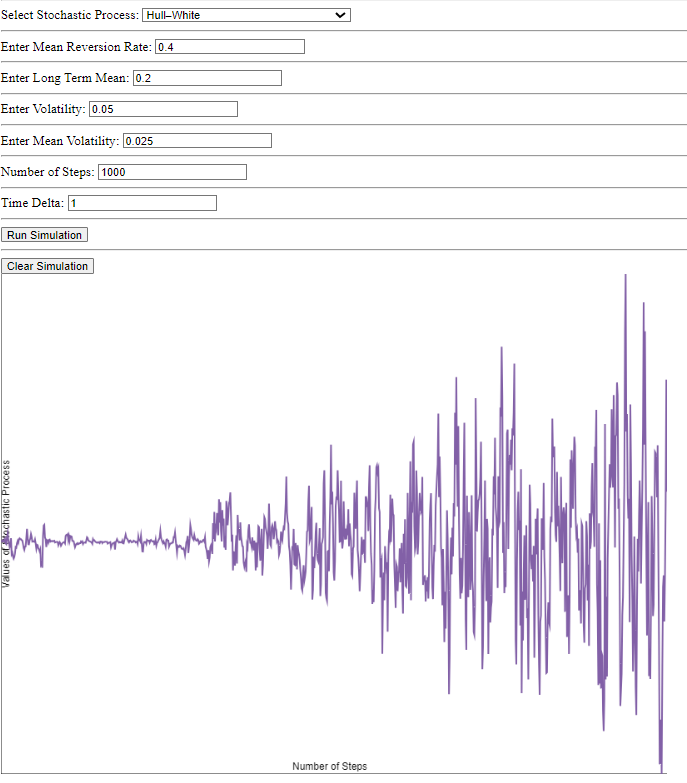 Select Stochastic Process: Hull–White
Enter Mean Reversion Rate: 0.4
Enter Long Term Mean: 0.2
Enter Volatility: 0.05
Enter Mean Volatility: 0.025
Number of Steps: 1000
Time Delta: 1
Run Simulation
Clear Simulation
Values of Stochastic Process
Number of Steps